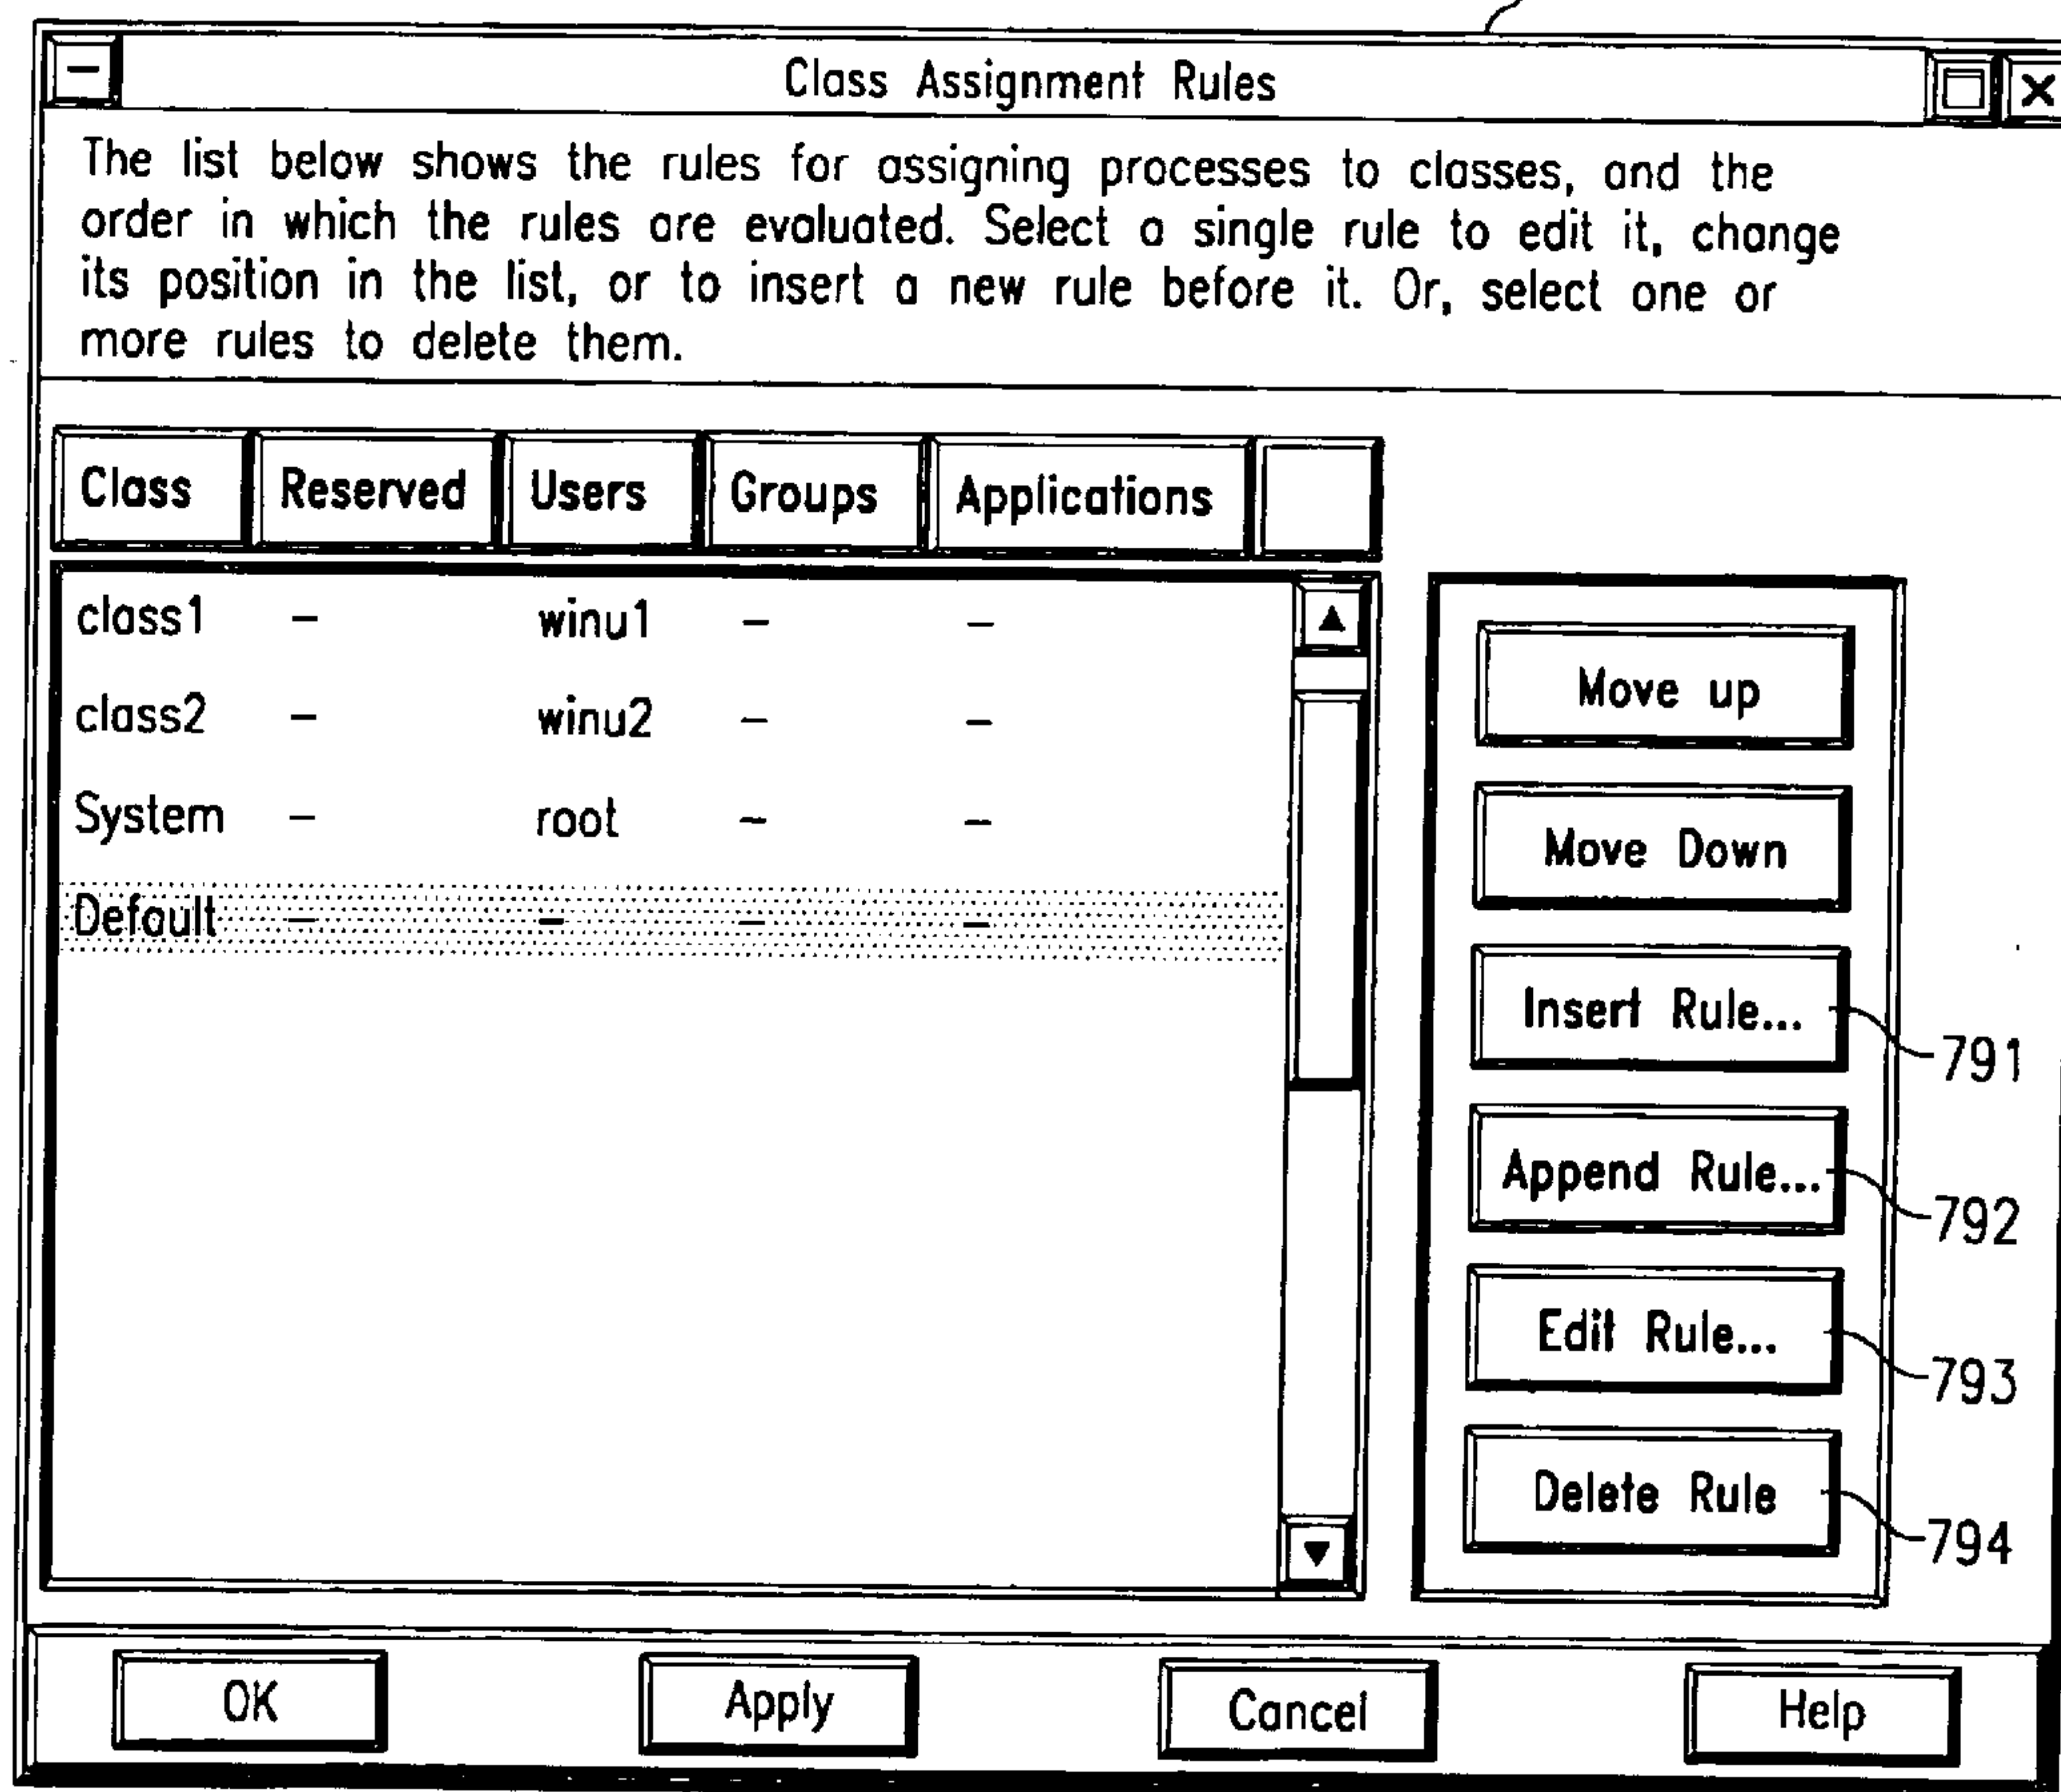 Class Assignment Rules
The list below shows the rules for assigning processes to classes, and the
order in which the rules are evaluated. Select a single rule to edit it, change
its position in the list, or to insert a new rule before it. Or, select one or
more rules to delete them.
Class Reserved Users Groups Applications
class1 – winu1 – –
class2 – winu2 – –
System – root – –
Default – – – –
Move up
Move Down
Insert Rule...
791
Append Rule...
792
Edit Rule...
793
Delete Rule
794
OK Apply Cancel Help